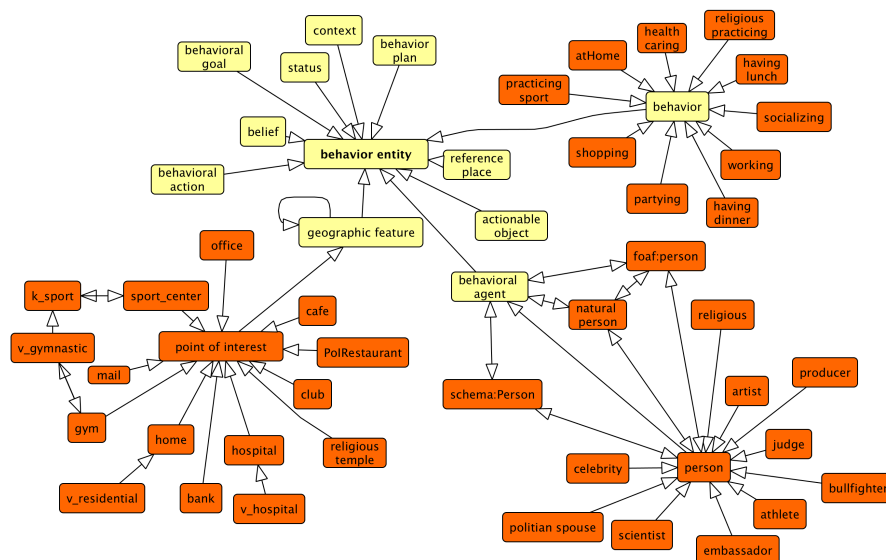 context
behavioral
goal
behavior
plan
status
belief
behavior entity
behavioral
action
reference
place
actionable
object
geographic feature
behavioral
agent
religious
practicing
health
caring
atHome
having
lunch
practicing
sport
behavior
socializing
shopping
working
partying
having
dinner
office
k_sport
sport_center
cafe
v_gymnastic
point of interest
PoIRestaurant
mail
club
gym
home
hospital
religious
temple
v_residential
bank
v_hospital
foaf:person
natural
person
religious
schema:Person
producer
artist
judge
celebrity
person
bullfighter
politian spouse
scientist
athlete
embassador